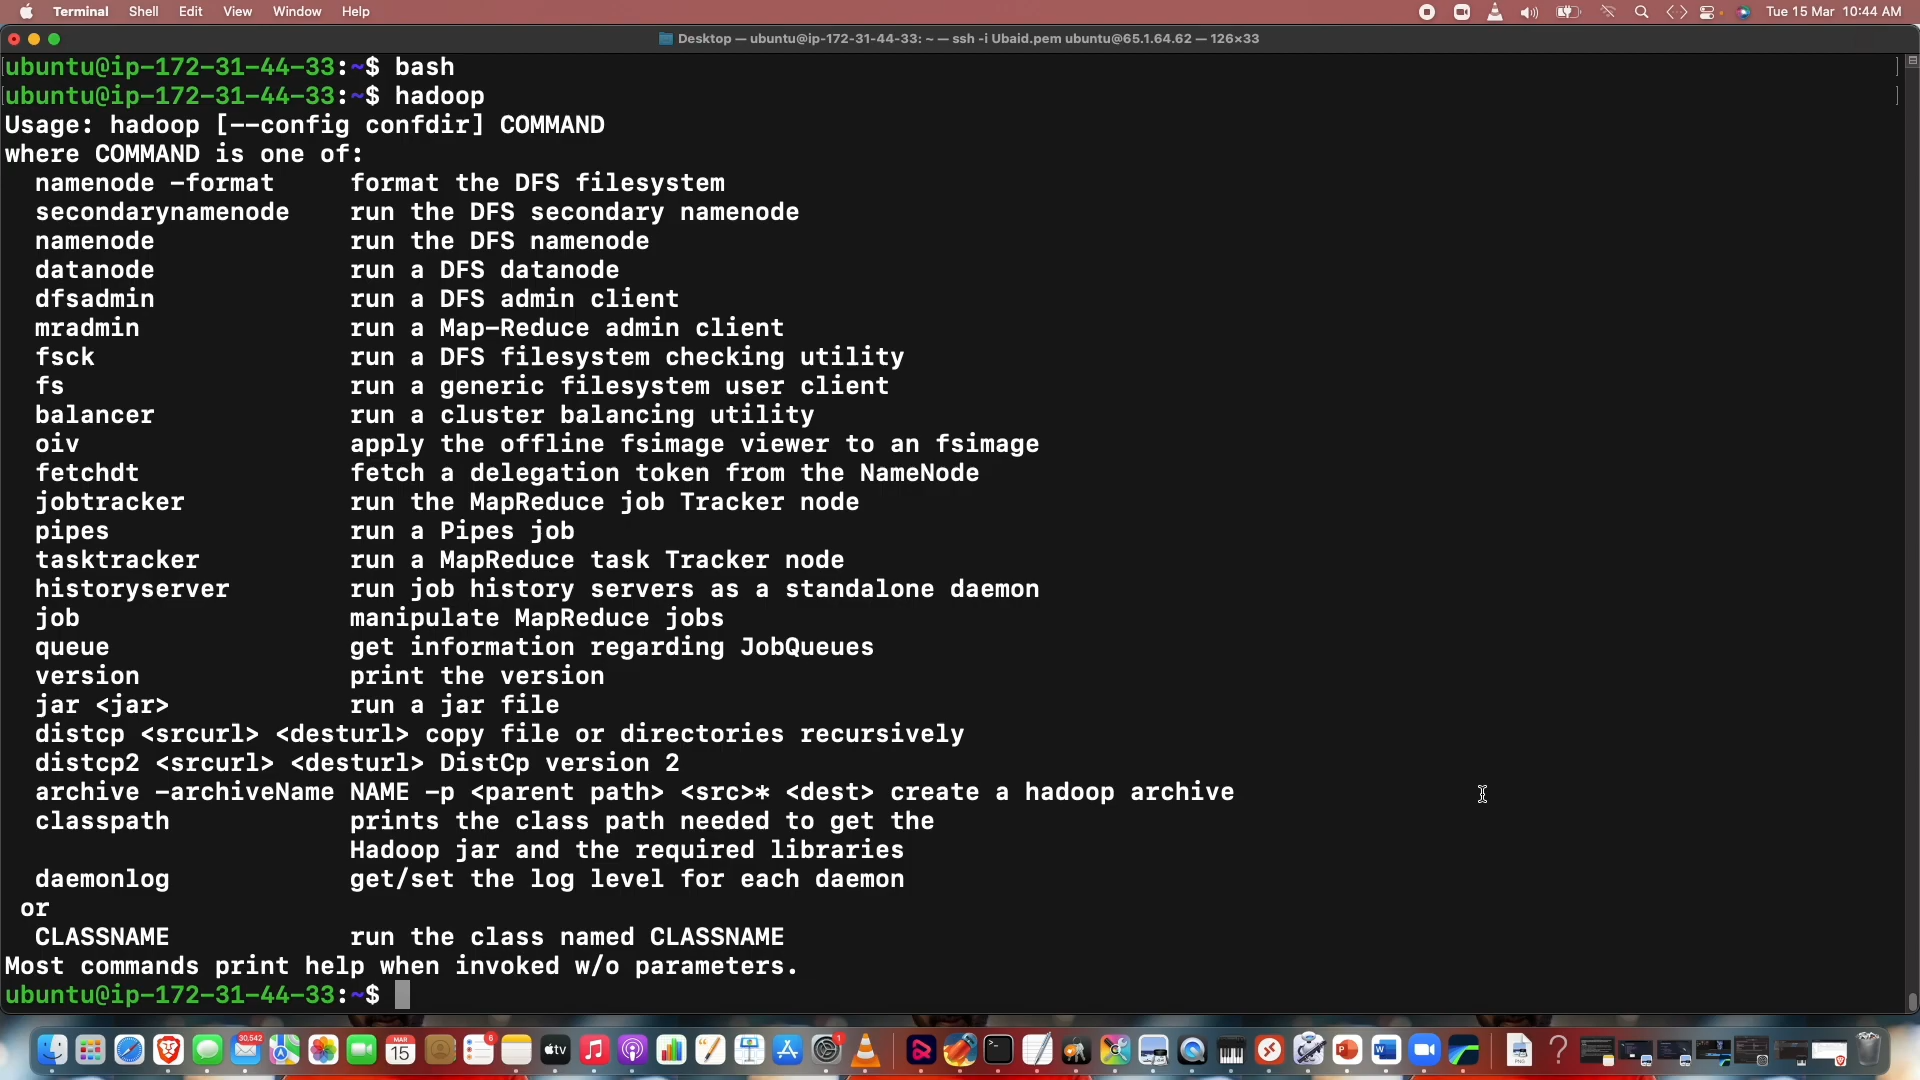 Terminal Shell Edit View Window Help Tue 15 Mar 10:44 AM
Desktop — ubuntu@ip-172-31-44-33: ~ — ssh -i Ubaid.pem ubuntu@65.1.64.62 — 126×33
[ubuntu@ip-172-31-44-33:~$ bash ]
[ubuntu@ip-172-31-44-33:~$ hadoop ]
Usage: hadoop [--config confdir] COMMAND
where COMMAND is one of:
  namenode -format     format the DFS filesystem
  secondarynamenode    run the DFS secondary namenode
  namenode             run the DFS namenode
  datanode             run a DFS datanode
  dfsadmin             run a DFS admin client
  mradmin              run a Map-Reduce admin client
  fsck                 run a DFS filesystem checking utility
  fs                   run a generic filesystem user client
  balancer             run a cluster balancing utility
  oiv                  apply the offline fsimage viewer to an fsimage
  fetchdt              fetch a delegation token from the NameNode
  jobtracker           run the MapReduce job Tracker node
  pipes                run a Pipes job
  tasktracker          run a MapReduce task Tracker node
  historyserver        run job history servers as a standalone daemon
  job                  manipulate MapReduce jobs
  queue                get information regarding JobQueues
  version              print the version
  jar <jar>            run a jar file
  distcp <srcurl> <desturl> copy file or directories recursively
  distcp2 <srcurl> <desturl> DistCp version 2
  archive -archiveName NAME -p <parent path> <src>* <dest> create a hadoop archive
  classpath            prints the class path needed to get the
                       Hadoop jar and the required libraries
  daemonlog            get/set the log level for each daemon
 or
  CLASSNAME            run the class named CLASSNAME
Most commands print help when invoked w/o parameters.
ubuntu@ip-172-31-44-33:~$
30,542 MAR 15 6 tv 1